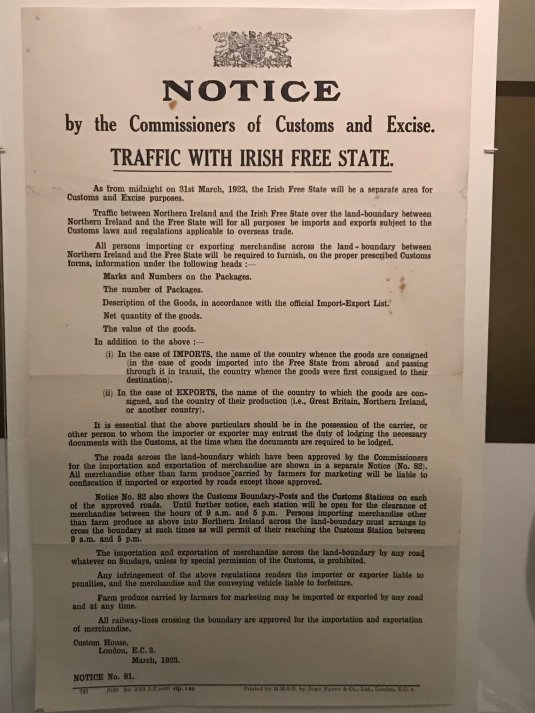 NOTICE
by the Commissioners of Customs and Excise.
TRAFFIC WITH IRISH FREE STATE.
As from midnight on 31st March, 1923, the Irish Free State will be a separate area for
Customs and Excise purposes.
Traffic between Northern Ireland and the Irish Free State over the land-boundary between
Northern Ireland and the Free State will for all purposes be imports and exports subject to the
Customs laws and regulations applicable to overseas trade.
All persons importing or exporting merchandise across the land-boundary between
Northern Ireland and the Free State will be required to furnish, on the proper prescribed Customs
forms, information under the following heads :—
Marks and Numbers on the Packages.
The number of Packages.
Description of the Goods, in accordance with the official Import-Export List.
Net quantity of the goods.
The value of the goods.
In addition to the above :—
(i) In the case of IMPORTS, the name of the country whence the goods are consigned
(in the case of goods imported into the Free State from abroad and passing
through it in transit, the country whence the goods were first consigned to their
destination).
(ii) In the case of EXPORTS, the name of the country to which the goods are con-
signed, and the country of their production (i.e., Great Britain, Northern Ireland,
or another country).
It is essential that the above particulars should be in the possession of the carrier, or
other person to whom the importer or exporter may entrust the duty of lodging the necessary
documents with the Customs, at the time when the documents are required to be lodged.
The roads across the land-boundary which have been approved by the Commissioners
for the importation and exportation of merchandise are shown in a separate Notice (No. 82).
All merchandise other than farm produce carried by farmers for marketing will be liable to
confiscation if imported or exported by roads except those approved.
Notice No. 82 also shows the Customs Boundary-Posts and the Customs Stations on each
of the approved roads. Until further notice, each station will be open for the clearance of
merchandise between the hours of 9 a.m. and 5 p.m. Persons importing merchandise other
than farm produce as above into Northern Ireland across the land-boundary must arrange to
cross the boundary at such times as will permit of their reaching the Customs Station between
9 a.m. and 5 p.m.
The importation and exportation of merchandise across the land-boundary by any road
whatever on Sundays, unless by special permission of the Customs, is prohibited.
Any infringement of the above regulations renders the importer or exporter liable to
penalties, and the merchandise and the conveying vehicle liable to forfeiture.
Farm produce carried by farmers for marketing may be imported or exported by any road
and at any time.
All railway-lines crossing the boundary are approved for the importation and exportation
of merchandise.
Custom House,
London, E.C. 3.
March, 1923.
NOTICE No. 81.
Printed for H.M.S.O. by John Parry & Co., Ltd., London, E.C. 4